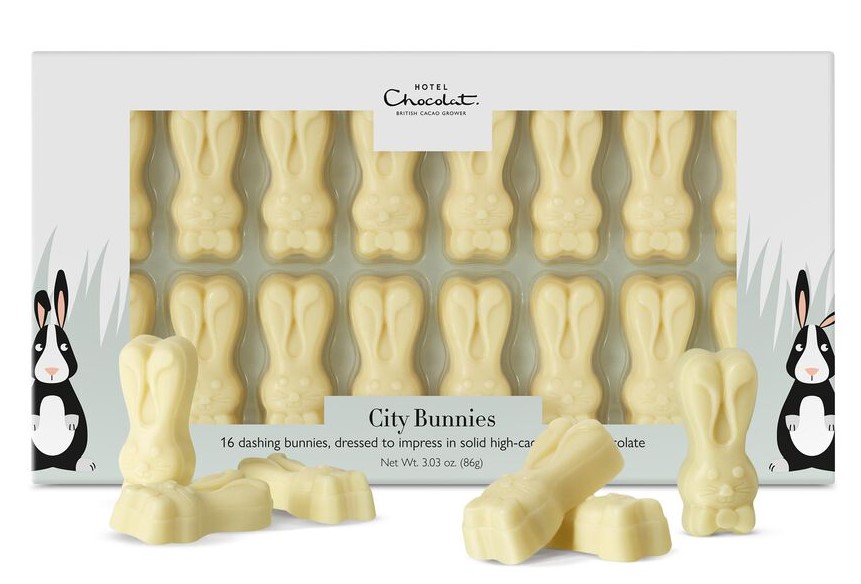 HOTEL
Chocolat.
BRITISH CACAO GROWER
City Bunnies
16 dashing bunnies, dressed to impress in solid high-
Net Wt. 3.03 oz. (86g)